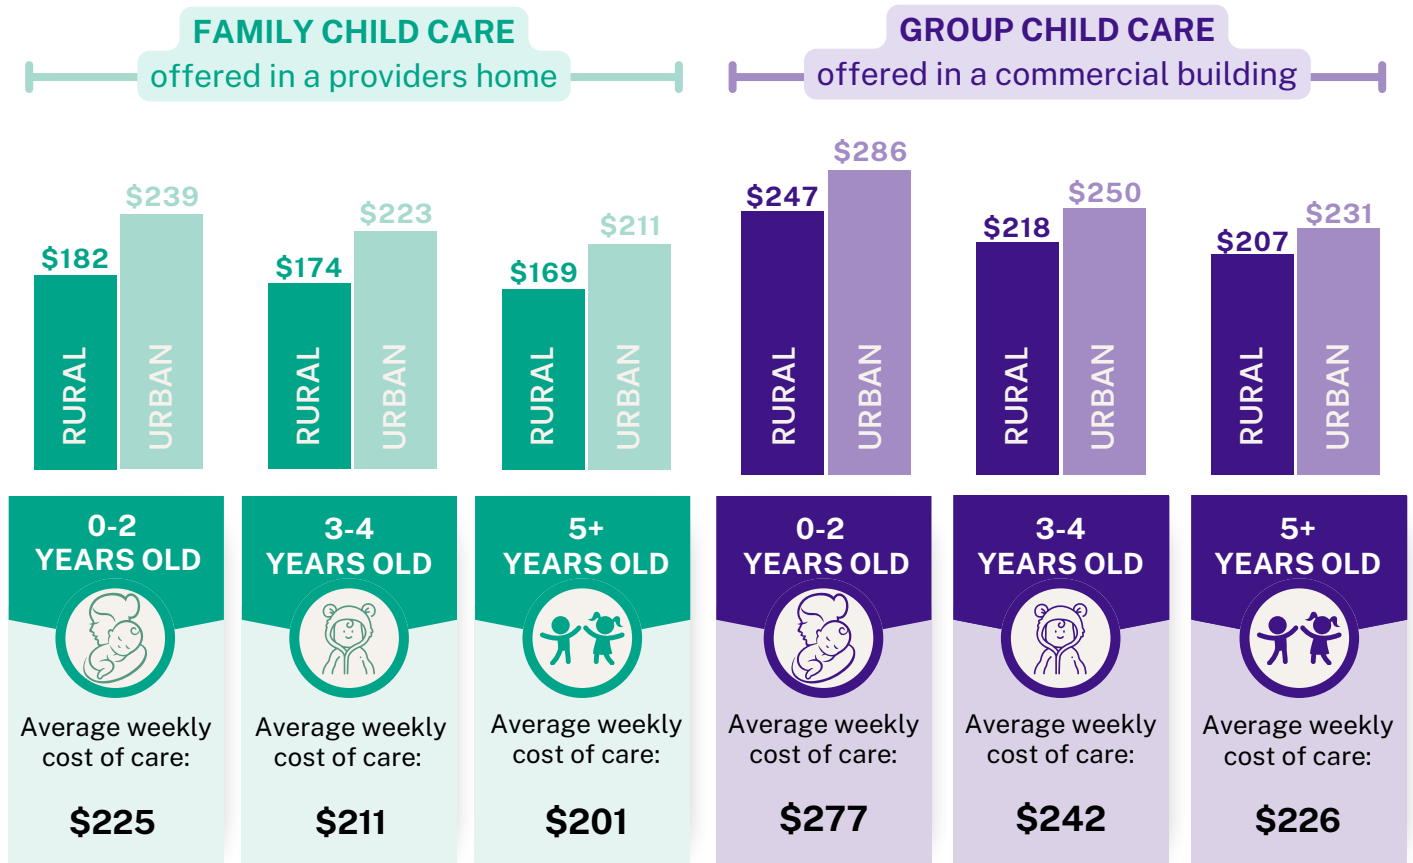 FAMILY CHILD CARE
offered in a providers home
$182
$239
RURAL
URBAN
$174
$223
RURAL
URBAN
$169
$211
RURAL
URBAN
0-2
YEARS OLD
Average weekly
cost of care:
$225
3-4
YEARS OLD
Average weekly
cost of care:
$211
5+
YEARS OLD
Average weekly
cost of care:
$201
GROUP CHILD CARE
offered in a commercial building
$247
$286
RURAL
URBAN
$218
$250
RURAL
URBAN
$207
$231
RURAL
URBAN
0-2
YEARS OLD
Average weekly
cost of care:
$277
3-4
YEARS OLD
Average weekly
cost of care:
$242
5+
YEARS OLD
Average weekly
cost of care:
$226